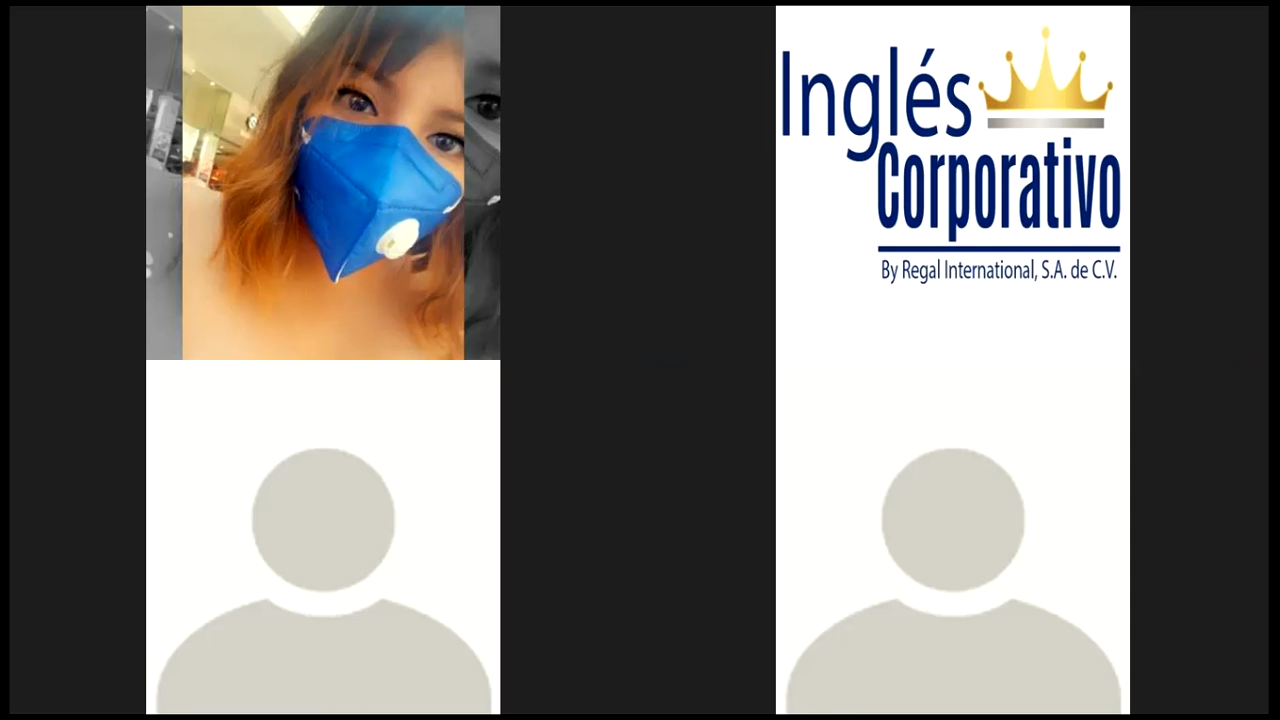 Inglés
Corporativo
By Regal International, S.A. de C.V.